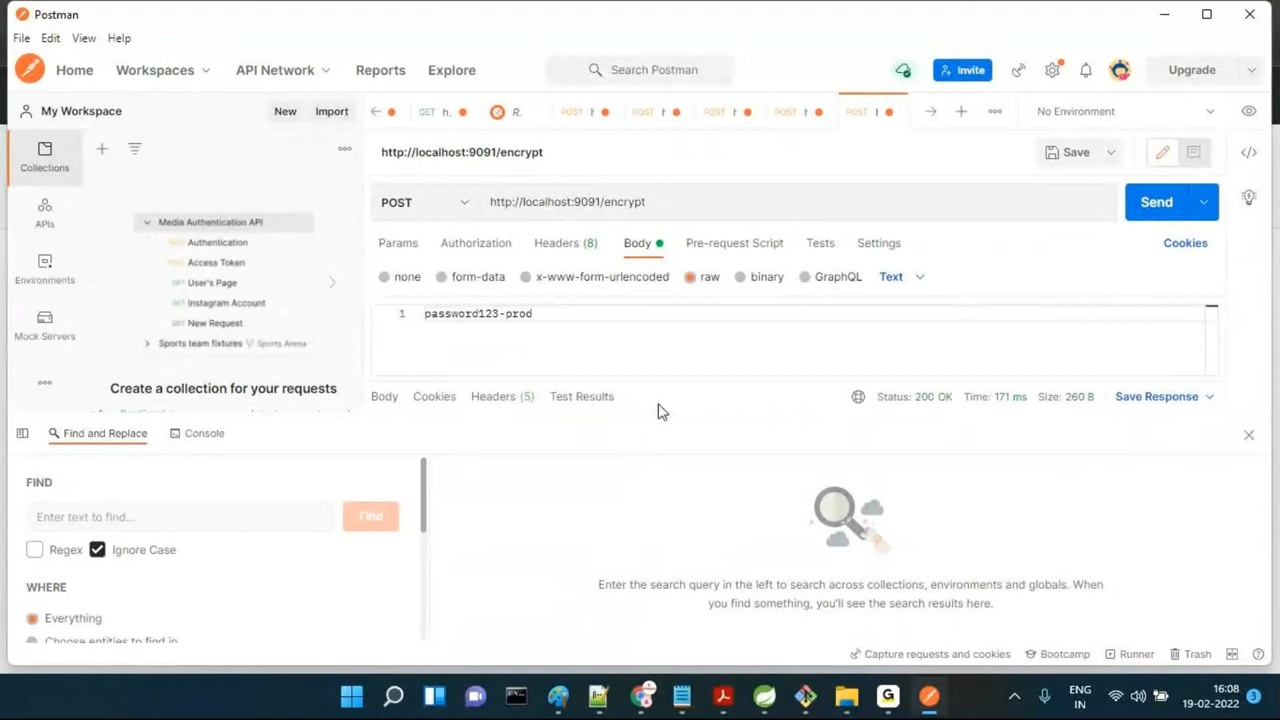 Postman
File Edit View Help
Home Workspaces API Network Reports Explore Search Postman Invite Upgrade
My Workspace New Import GET h. R. POST POST POST POST POST No Environment
Collections
http://localhost:9091/encrypt Save
POST http://localhost:9091/encrypt Send
APIs
Media Authentication API
Authentication
Access Token
User's Page
Instagram Account
New Request
Sports team fixtures Sports Arena
Environments
Mock Servers
Create a collection for your requests
Params Authorization Headers (8) Body Pre-request Script Tests Settings Cookies
none form-data x-www-form-urlencoded raw binary GraphQL Text
1 password123-prod
Body Cookies Headers (5) Test Results Status: 200 OK Time: 171 ms Size: 260 B Save Response
Find and Replace Console
FIND
Enter text to find... Find
Regex Ignore Case
WHERE
Everything
Choose entities to find in
Enter the search query in the left to search across collections, environments and globals. When
you find something, you'll see the search results here.
Capture requests and cookies Bootcamp Runner Trash
ENG
IN
16:08
19-02-2022
3